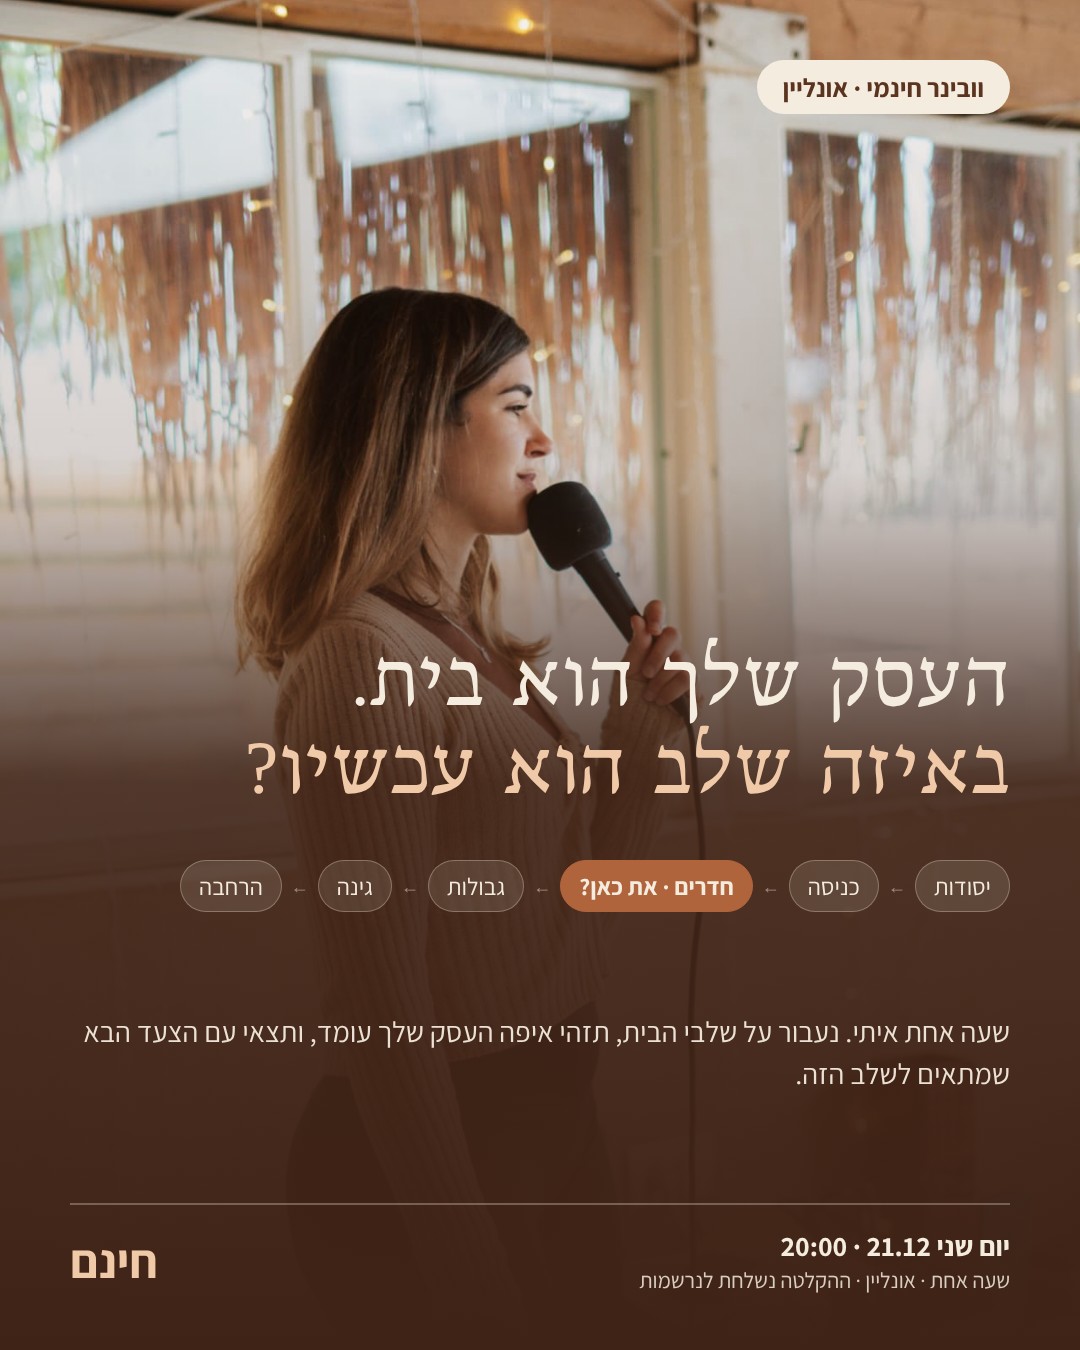 וובינר חינמי · אונליין
העסק שלך הוא בית.
באיזה שלב הוא עכשיו?
יסודות ← כניסה ← חדרים · את כאן? ← גבולות ← גינה ← הרחבה
שעה אחת איתי. נעבור על שלבי הבית, תזהי איפה העסק שלך עומד, ותצאי עם הצעד הבא
שמתאים לשלב הזה.
יום שני 21.12 · 20:00
שעה אחת · אונליין · ההקלטה נשלחת לנרשמות
חינם